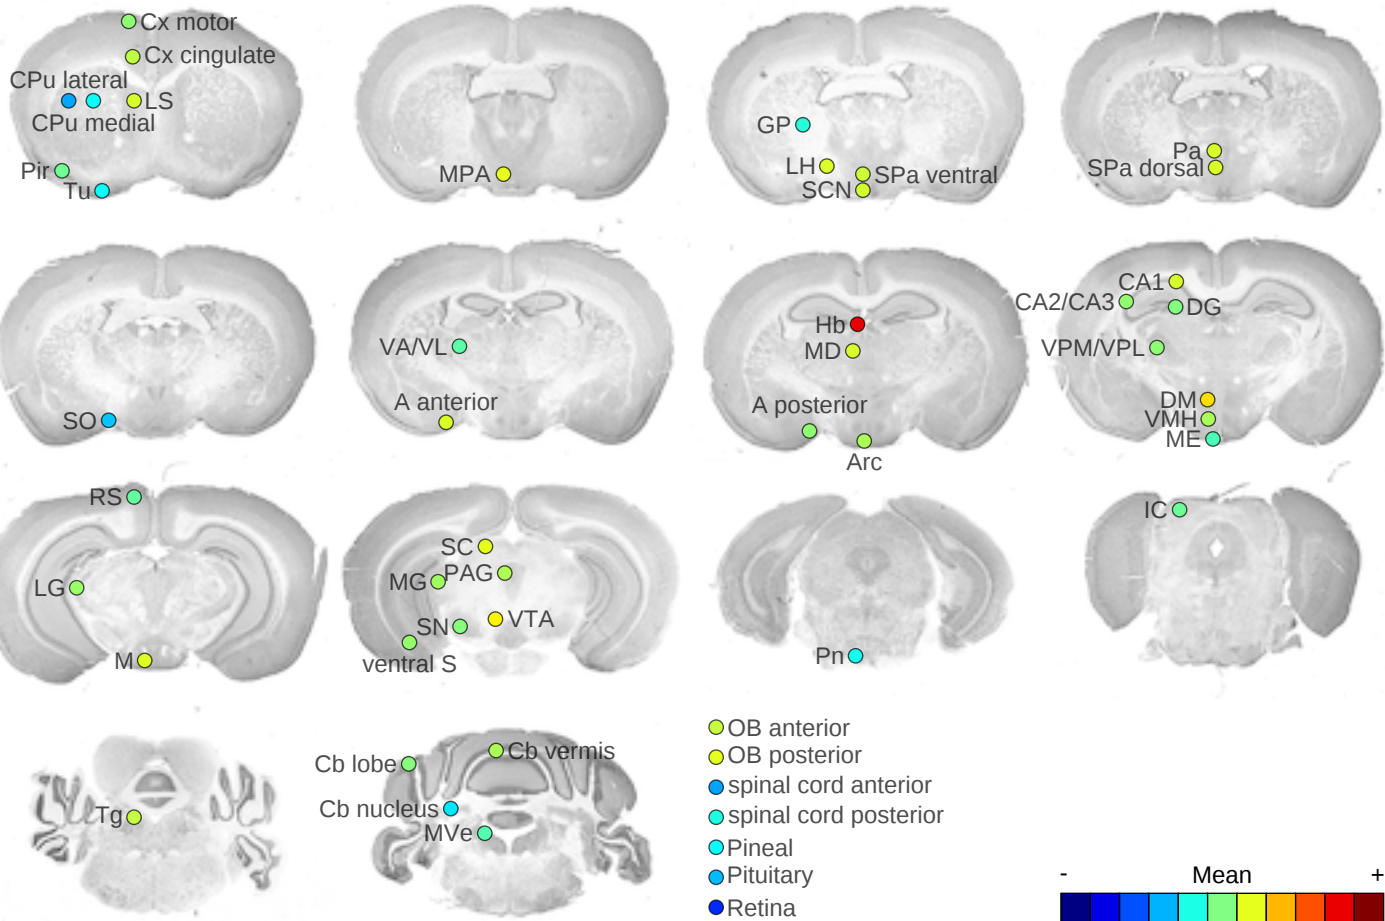 Cx motor
Cx cingulate
CPu lateral
LS
CPu medial
Pir
Tu
MPA
GP
LH
SPa ventral
SCN
Pa
SPa dorsal
SO
VA/VL
A anterior
Hb
MD
A posterior
Arc
CA1
CA2/CA3
DG
VPM/VPL
DM
VMH
ME
RS
LG
M
SC
MG
PAG
SN
VTA
ventral S
Pn
IC
Tg
Cb lobe
Cb vermis
Cb nucleus
MVe
OB anterior
OB posterior
spinal cord anterior
spinal cord posterior
Pineal
Pituitary
Retina
- Mean +